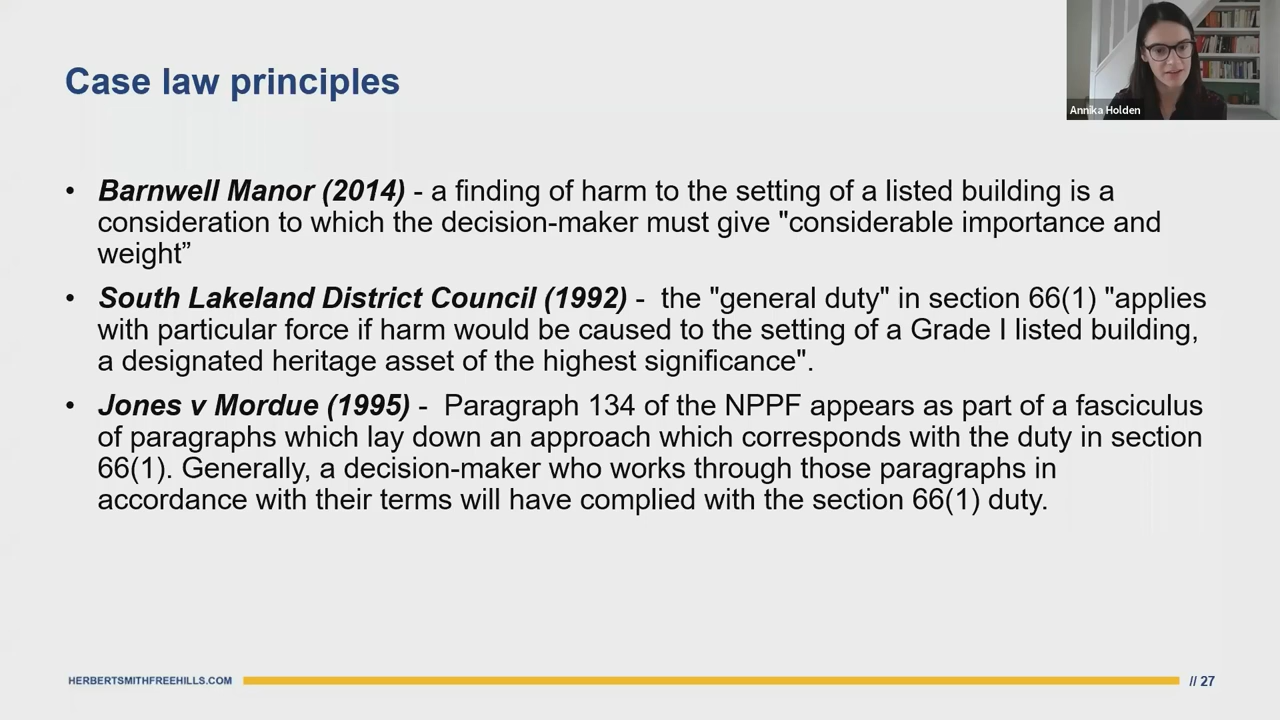 Case law principles
Annika Holden
• Barnwell Manor (2014) - a finding of harm to the setting of a listed building is a
consideration to which the decision-maker must give "considerable importance and
weight”
• South Lakeland District Council (1992) - the "general duty" in section 66(1) "applies
with particular force if harm would be caused to the setting of a Grade I listed building,
a designated heritage asset of the highest significance".
• Jones v Mordue (1995) - Paragraph 134 of the NPPF appears as part of a fasciculus
of paragraphs which lay down an approach which corresponds with the duty in section
66(1). Generally, a decision-maker who works through those paragraphs in
accordance with their terms will have complied with the section 66(1) duty.
HERBERTSMITHFREEHILLS.COM
// 27